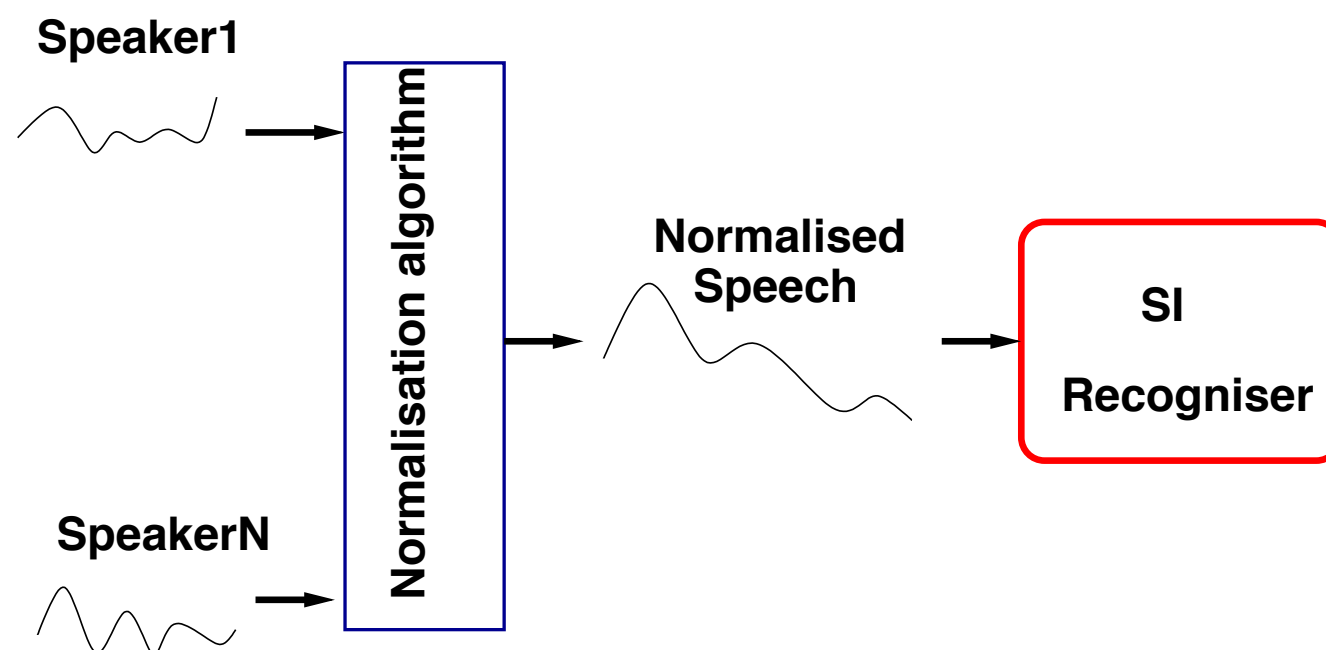 Speaker1
Normalisation algorithm
Normalised
Speech
SI
Recogniser
SpeakerN